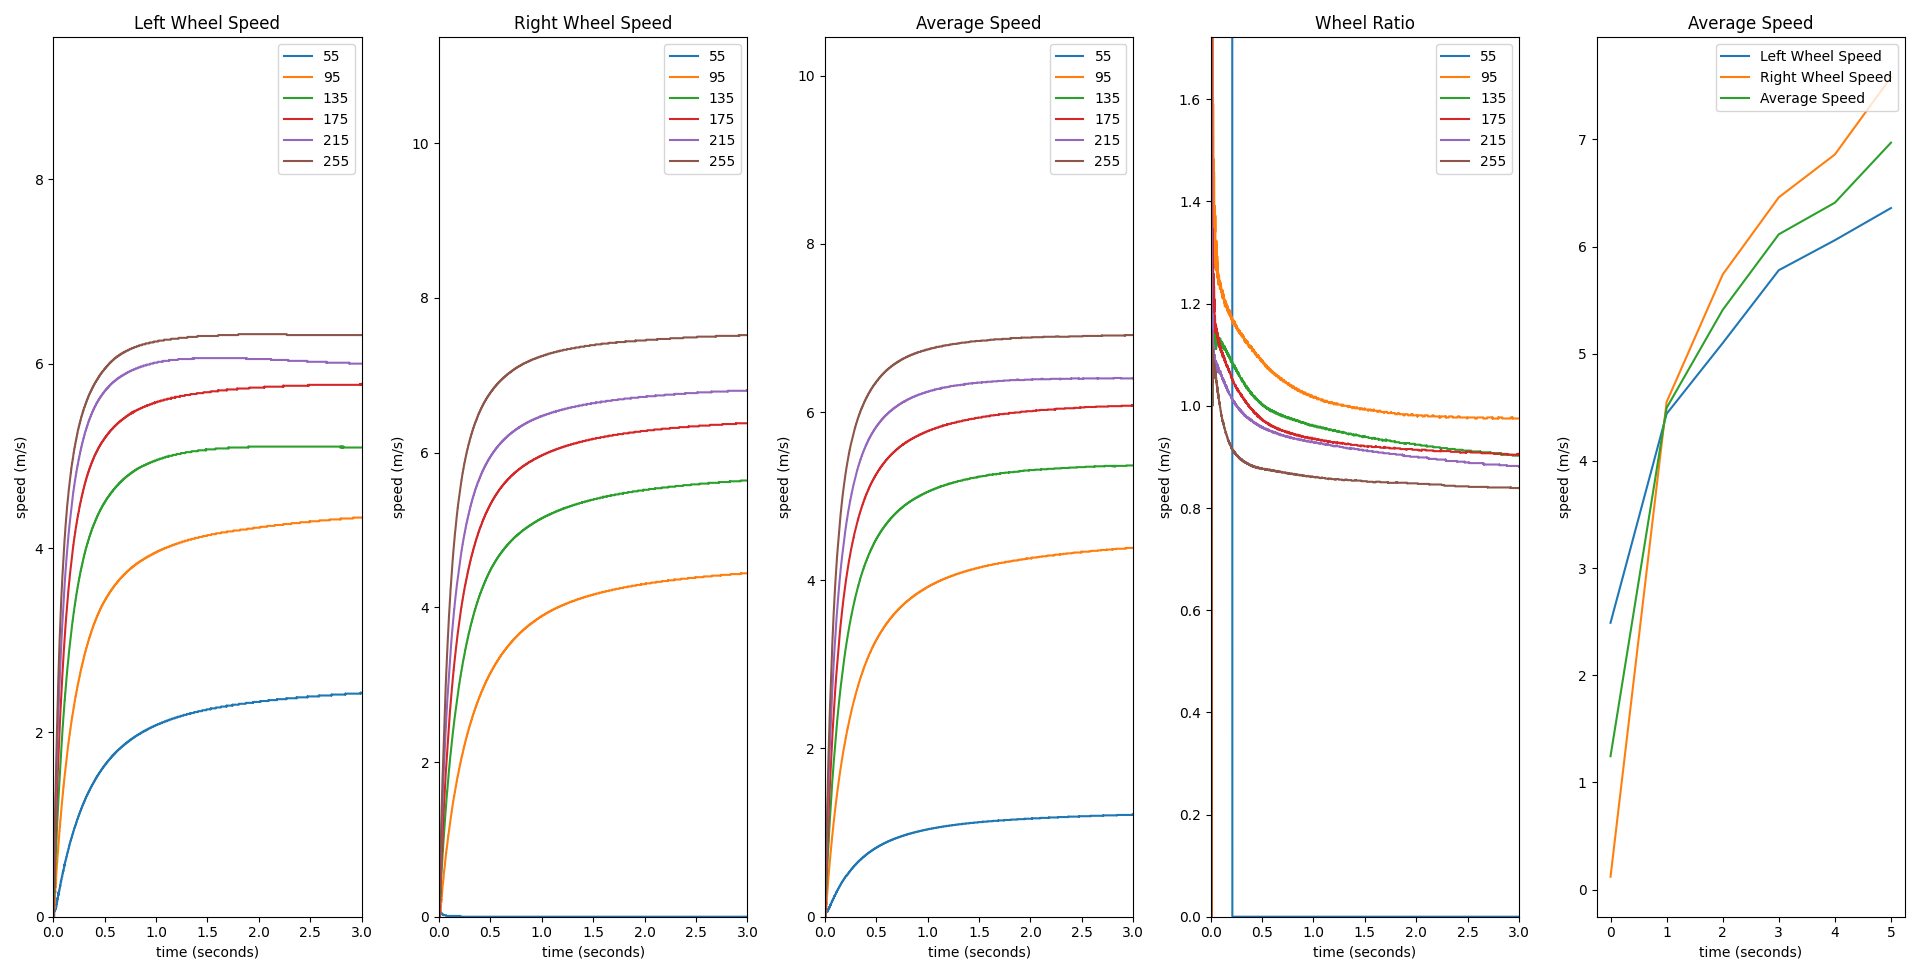 Left Wheel Speed
speed (m/s)
8
6
4
2
0
0.0 0.5 1.0 1.5 2.0 2.5 3.0
time (seconds)
55
95
135
175
215
255
Right Wheel Speed
speed (m/s)
10
8
6
4
2
0
0.0 0.5 1.0 1.5 2.0 2.5 3.0
time (seconds)
55
95
135
175
215
255
Average Speed
speed (m/s)
10
8
6
4
2
0
0.0 0.5 1.0 1.5 2.0 2.5 3.0
time (seconds)
55
95
135
175
215
255
Wheel Ratio
speed (m/s)
1.6
1.4
1.2
1.0
0.8
0.6
0.4
0.2
0.0
0.0 0.5 1.0 1.5 2.0 2.5 3.0
time (seconds)
55
95
135
175
215
255
Average Speed
speed (m/s)
7
6
5
4
3
2
1
0
0 1 2 3 4 5
time (seconds)
Left Wheel Speed
Right Wheel Speed
Average Speed